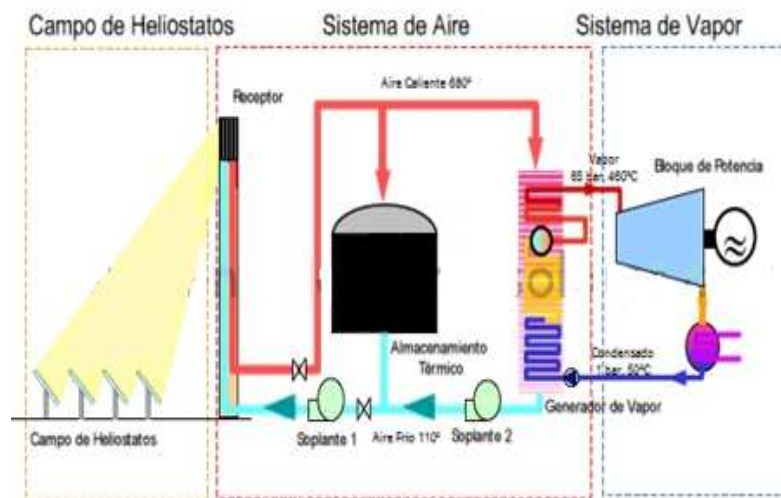 Campo de Heliostatos
Sistema de Aire
Sistema de Vapor
Receptor
Aire Caliente 680º
Vapor
65 bar, 460ºC
Bloque de Potencia
Almacenamiento
Térmico
Condensado
1 bar, 50ºC
Generador de Vapor
Campo de Heliostatos
Soplante 1
Aire Frío 110º
Soplante 2